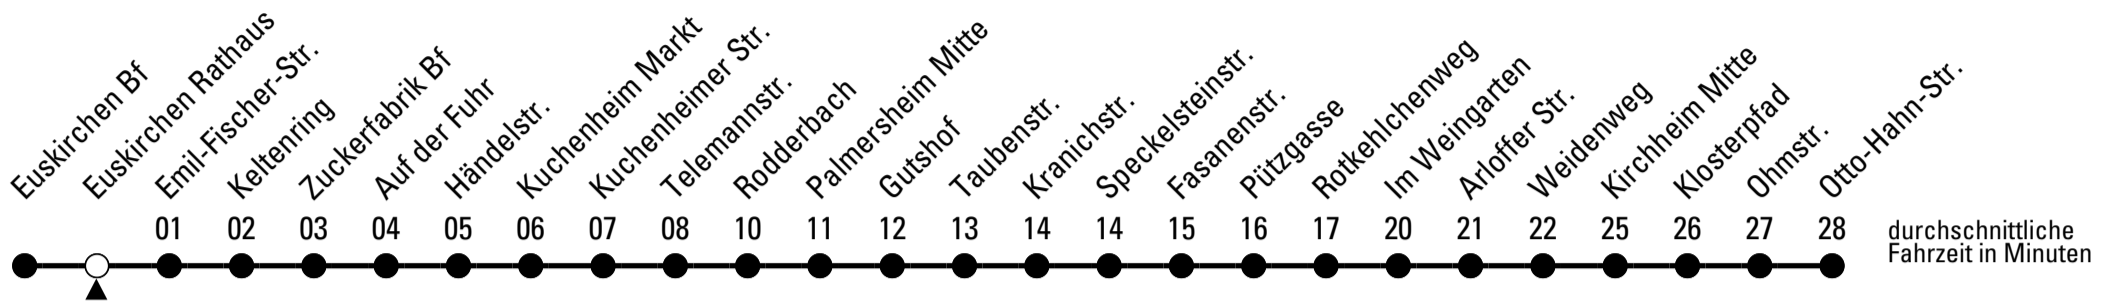 Euskirchen Bf
Euskirchen Rathaus
Emil-Fischer-Str.
Keltenring
Zuckerfabrik Bf
Auf der Fuhr
Händelstr.
Kuchenheim Markt
Kuchenheimer Str.
Telemannstr.
Rodderbach
Palmersheim Mitte
Gutshof
Taubenstr.
Kranichstr.
Speckelsteinstr.
Fasanenstr.
Pützgasse
Rotkehlchenweg
Im Weingarten
Arloffer Str.
Weidenweg
Kirchheim Mitte
Klosterpfad
Ohmstr.
Otto-Hahn-Str.
01 02 03 04 05 06 07 08 10 11 12 13 14 14 15 16 17 20 21 22 25 26 27 28
durchschnittliche
Fahrzeit in Minuten